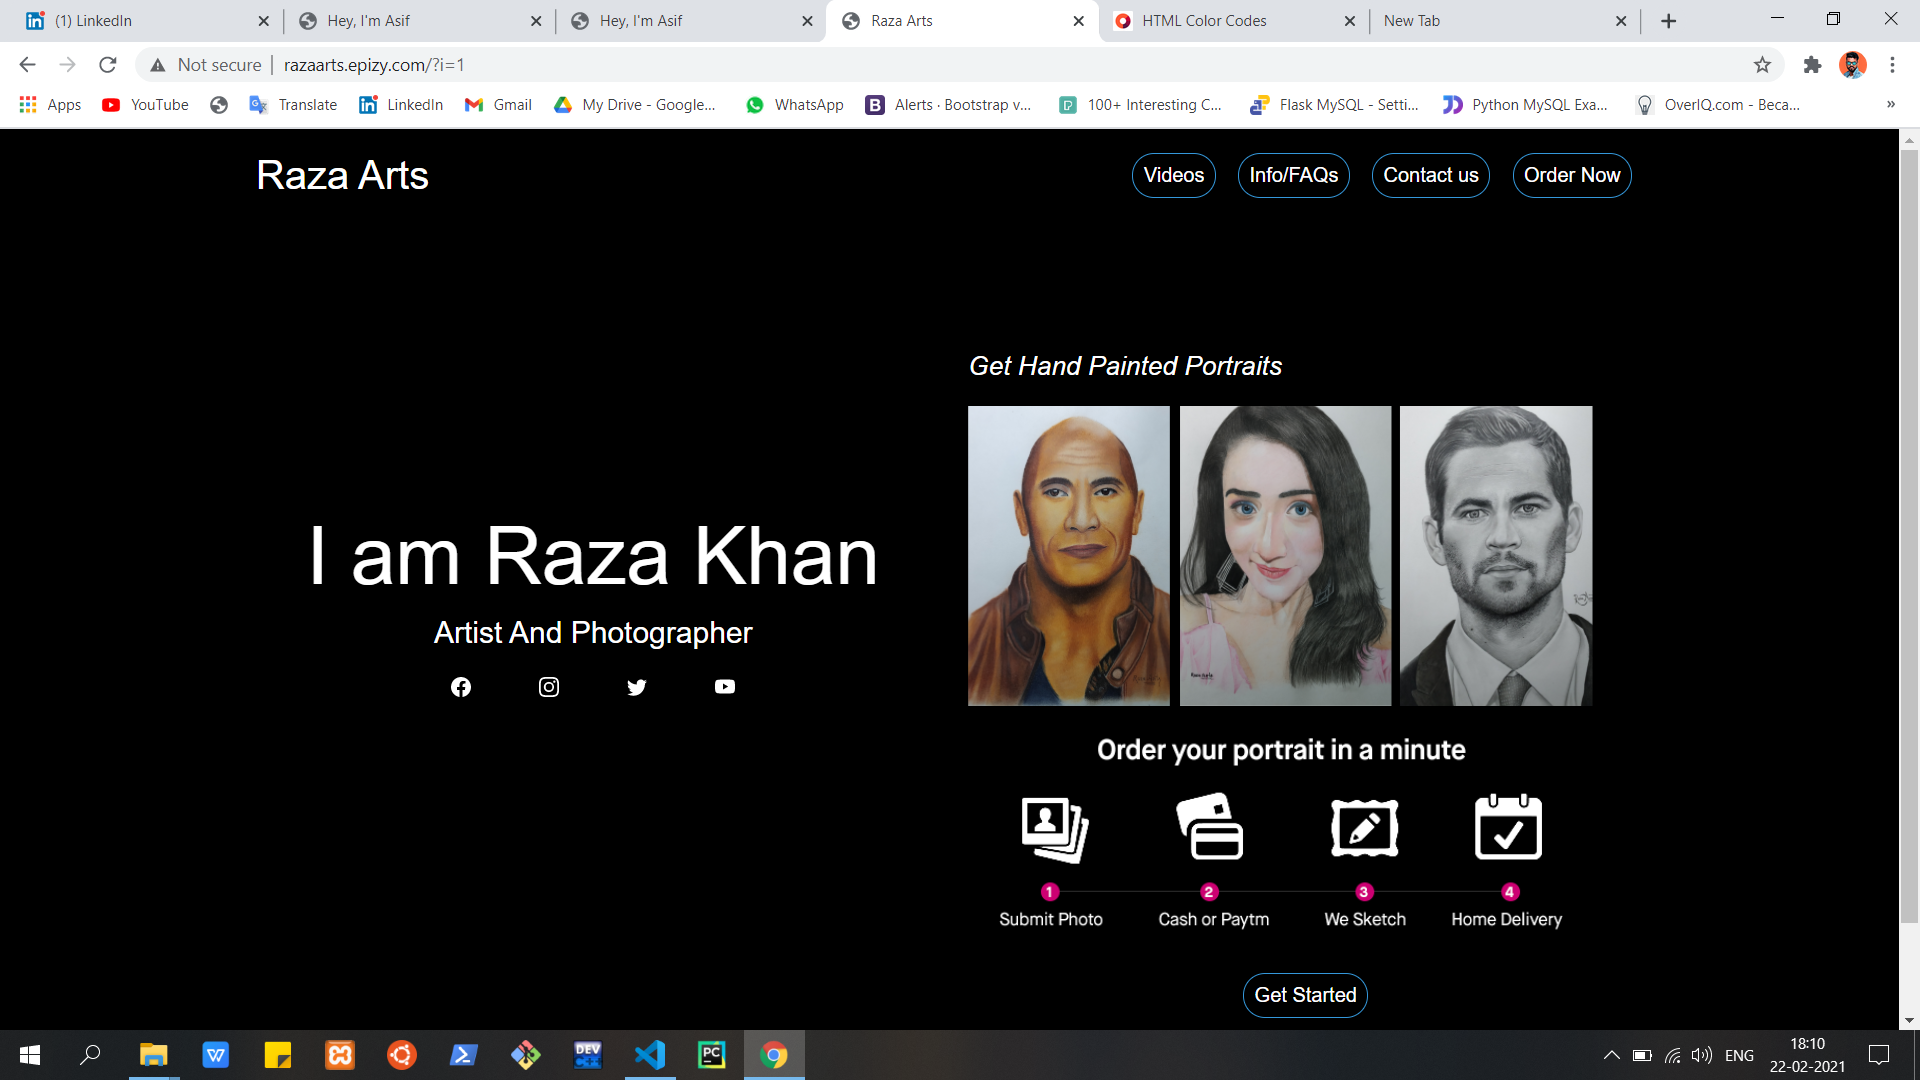 (1) LinkedIn
Hey, I'm Asif
Hey, I'm Asif
Raza Arts
HTML Color Codes
New Tab
Not secure
razaarts.epizy.com/?i=1
Apps
YouTube
Translate
LinkedIn
Gmail
My Drive - Google...
WhatsApp
Alerts · Bootstrap v...
100+ Interesting C...
Flask MySQL - Setti...
Python MySQL Exa...
OverIQ.com - Beca...
»
Raza Arts
Videos
Info/FAQs
Contact us
Order Now
Get Hand Painted Portraits
I am Raza Khan
Artist And Photographer
Order your portrait in a minute
1
2
3
4
Submit Photo
Cash or Paytm
We Sketch
Home Delivery
Get Started
DEV
C++
PC
ENG
18:10
22-02-2021